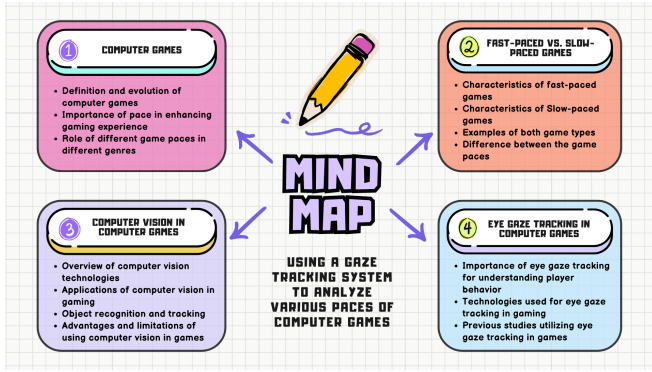 1
COMPUTER GAMES
• Definition and evolution of
computer games
• Importance of pace in enhancing
gaming experience
• Role of different game paces in
different genres
2
FAST-PACED VS. SLOW-
PACED GAMES
• Characteristics of fast-paced
games
• Characteristics of Slow-paced
games
• Examples of both game types
• Difference between the game
paces
MIND
MAP
USING A GAZE
TRACKING SYSTEM
TO ANALYZE
VARIOUS PACES OF
COMPUTER GAMES
3
COMPUTER VISION IN
COMPUTER GAMES
• Overview of computer vision
technologies
• Applications of computer vision in
gaming
• Object recognition and tracking
• Advantages and limitations of
using computer vision in games
4
EYE GAZE TRACKING IN
COMPUTER GAMES
• Importance of eye gaze tracking
for understanding player
behavior
• Technologies used for eye gaze
tracking in gaming
• Previous studies utilizing eye
gaze tracking in games